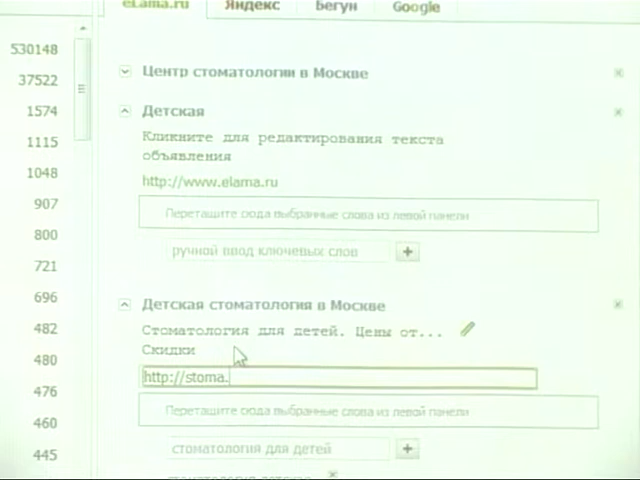 eLama.ru Яндекс Бегун Google
530148
37522
1574
1115
1048
907
800
721
696
482
480
476
460
445
Центр стоматологии в Москве
Детская
Кликните для редактирования текста
объявления
http://www.elama.ru
Перетащите сюда выбранные слова из левой панели
ручной ввод ключевых слов
Детская стоматология в Москве
Стоматология для детей. Цены от...
Скидки
http://stoma.
Перетащите сюда выбранные слова из левой панели
стоматология для детей